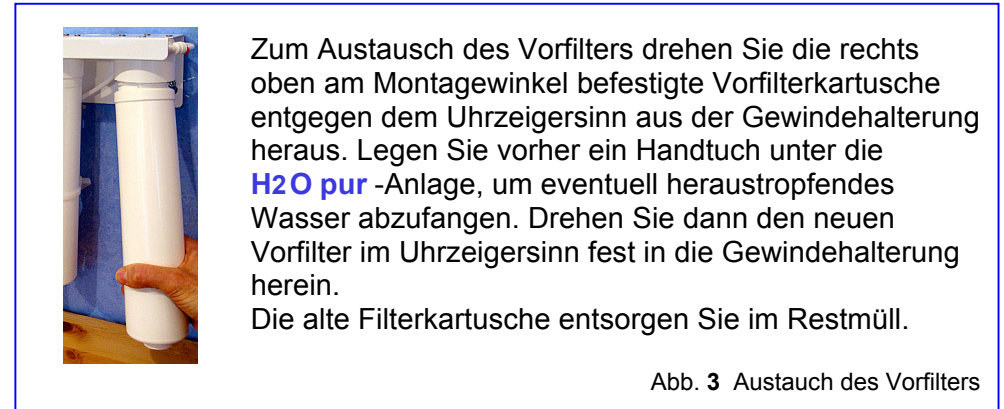 Zum Austausch des Vorfilters drehen Sie die rechts
oben am Montagewinkel befestigte Vorfilterkartusche
entgegen dem Uhrzeigersinn aus der Gewindehalterung
heraus. Legen Sie vorher ein Handtuch unter die
H2O pur -Anlage, um eventuell heraustropfendes
Wasser abzufangen. Drehen Sie dann den neuen
Vorfilter im Uhrzeigersinn fest in die Gewindehalterung
herein.
Die alte Filterkartusche entsorgen Sie im Restmüll.
Abb. 3 Austauch des Vorfilters